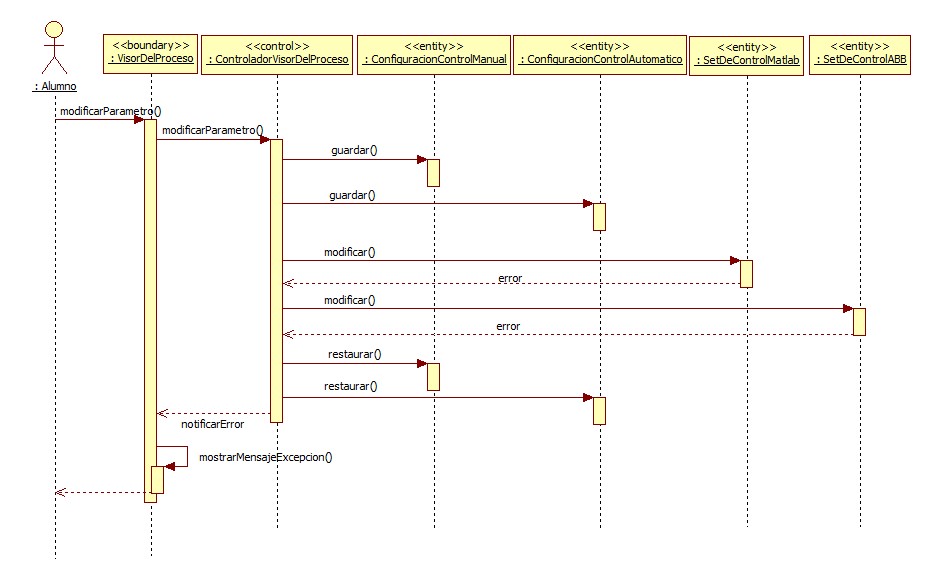 <<boundary>>
: VisorDelProceso
<<control>>
: ControladorVisorDelProceso
<<entity>>
: ConfiguracionControlManual
<<entity>>
: ConfiguracionControlAutomatico
<<entity>>
: SetDeControlMatlab
<<entity>>
: SetDeControlABB
: Alumno
modificarParametro()
modificarParametro()
guardar()
guardar()
modificar()
error
modificar()
error
restaurar()
restaurar()
notificarError
mostrarMensajeExcepcion()